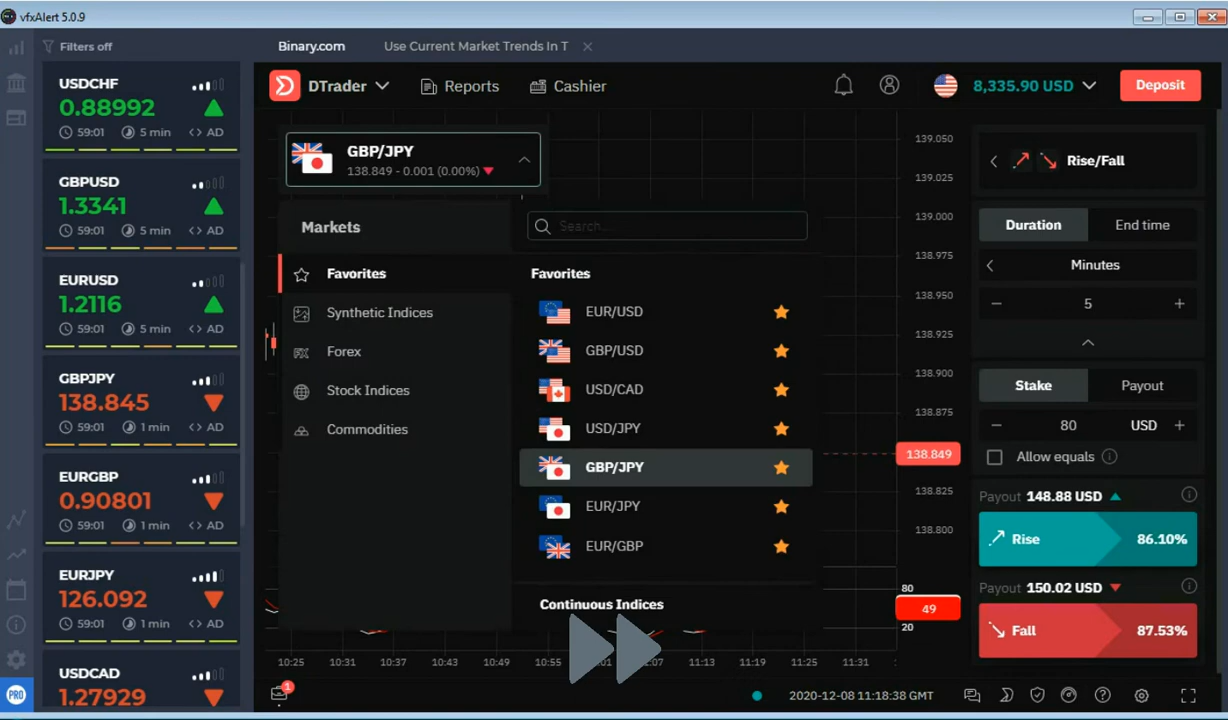 vfxAlert 5.0.9
Filters off
Binary.com
Use Current Market Trends In T
USDCHF
0.88992
59:01
5 min
<> AD
GBPUSD
1.3341
59:01
5 min
<> AD
EURUSD
1.2116
59:01
5 min
<> AD
GBPJPY
138.845
59:01
1 min
<> AD
EURGBP
0.90801
59:01
1 min
<> AD
EURJPY
126.092
59:01
1 min
<> AD
USDCAD
1.27929
PRO
DTrader
Reports
Cashier
8,335.90 USD
Deposit
GBP/JPY
138.849 - 0.001 (0.00%)
Markets
Search...
Favorites
Synthetic Indices
Forex
Stock Indices
Commodities
Favorites
EUR/USD
GBP/USD
USD/CAD
USD/JPY
GBP/JPY
EUR/JPY
EUR/GBP
Continuous Indices
139.050
139.025
139.000
138.975
138.950
138.925
138.900
138.875
138.849
138.825
138.800
80
49
20
10:25
10:31
10:37
10:43
10:49
10:55
11:13
11:19
11:25
11:31
Rise/Fall
Duration
End time
Minutes
5
Stake
Payout
80
USD
Allow equals
Payout 148.88 USD
Rise
86.10%
Payout 150.02 USD
Fall
87.53%
1
2020-12-08 11:18:38 GMT